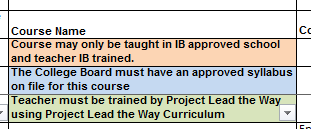 Course Name
Co
Course may only be taught in IB approved school
and teacher IB trained.
The College Board must have an approved syllabus
on file for this course
Teacher must be trained by Project Lead the Way
using Project Lead the Way Curriculum